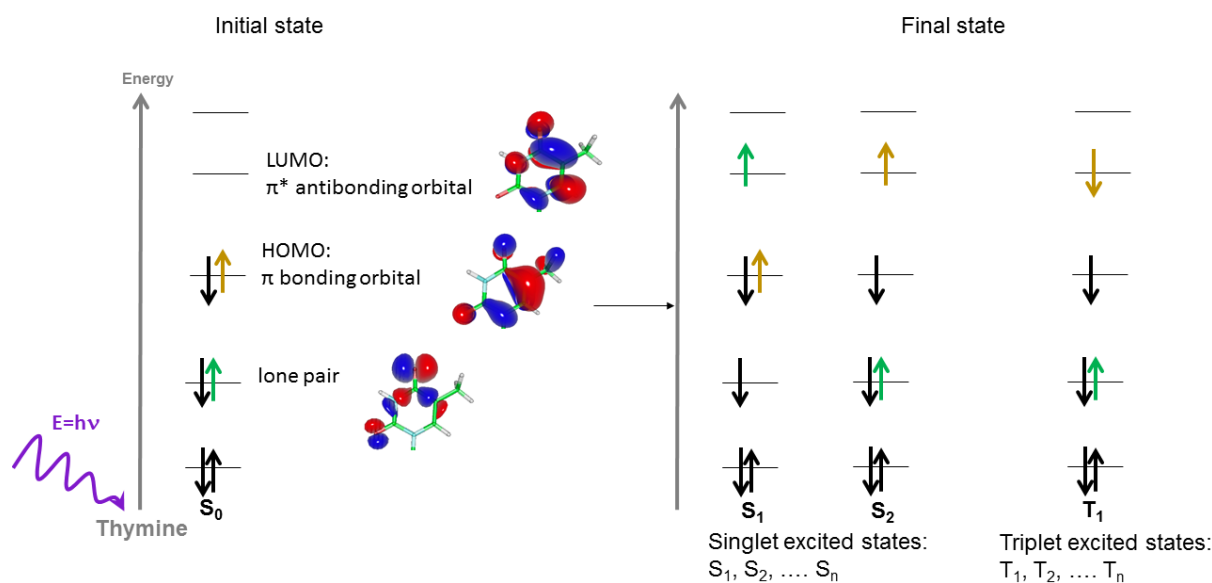 Initial state
Final state
Energy
LUMO:
π* antibonding orbital
HOMO:
π bonding orbital
lone pair
E=hν
S₀
Thymine
S₁
S₂
T₁
Singlet excited states:
S₁, S₂, …. Sₙ
Triplet excited states:
T₁, T₂, …. Tₙ